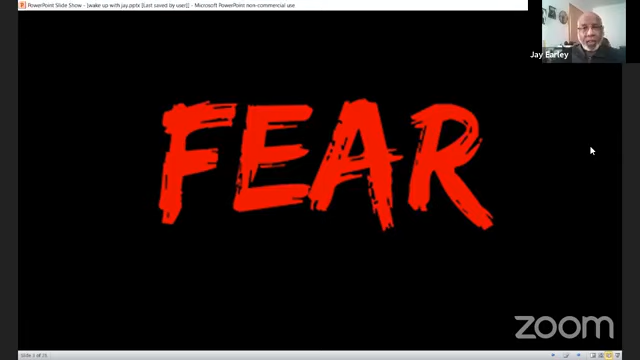 PowerPoint Slide Show - [wake up with jay.pptx [Last saved by user]] - Microsoft PowerPoint non-commercial use
Jay Earley
FEAR
zoom